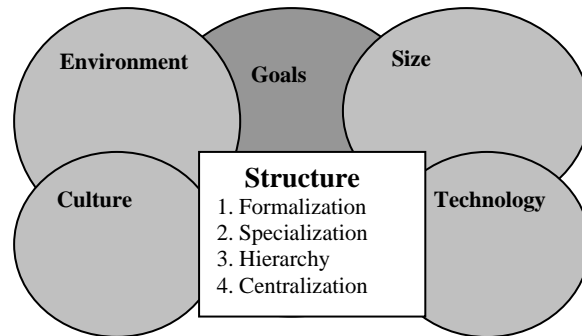 Environment
Goals
Size
Culture
Structure
1. Formalization
2. Specialization
3. Hierarchy
4. Centralization
Technology